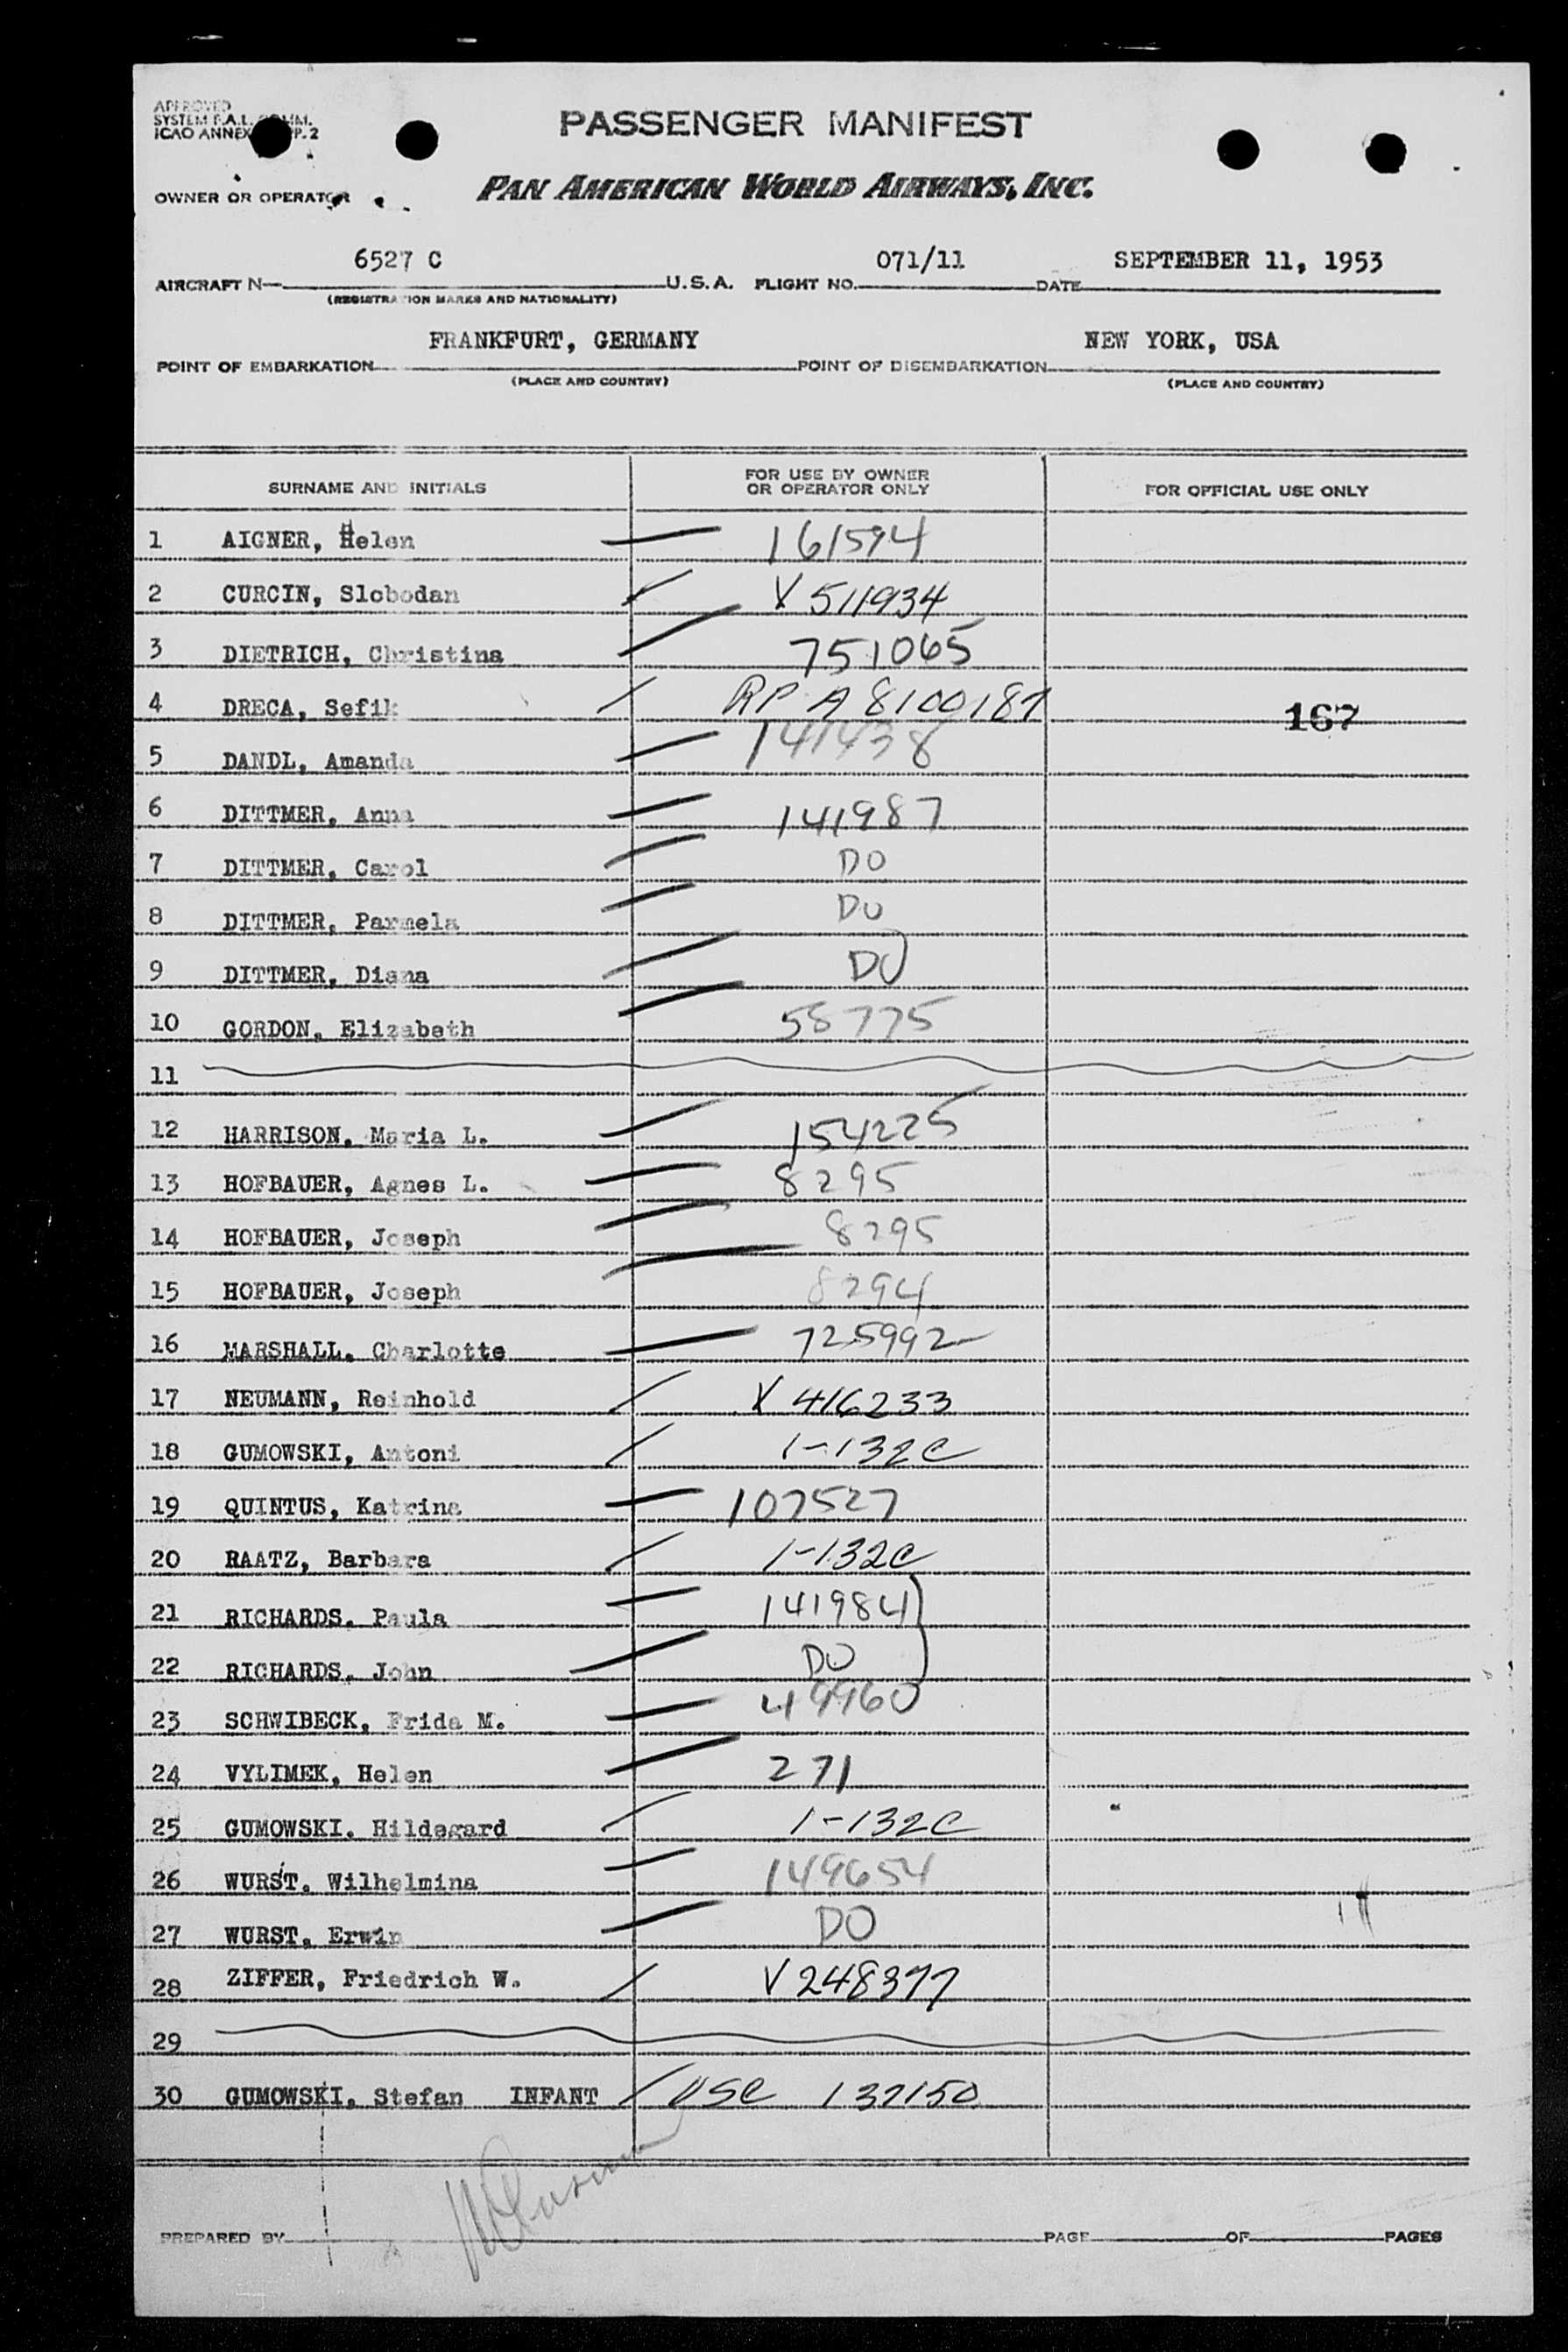 APPROVED
SYSTEM F.A.L. COMM.
ICAO ANNEX P.2
PASSENGER MANIFEST
OWNER OR OPERATOR PAN AMERICAN WORLD AIRWAYS, INC.
6527 C 071/11 SEPTEMBER 11, 1953
AIRCRAFT N— U.S.A. FLIGHT NO. DATE
(REGISTRATION MARKS AND NATIONALITY)
FRANKFURT, GERMANY NEW YORK, USA
POINT OF EMBARKATION POINT OF DISEMBARKATION
(PLACE AND COUNTRY) (PLACE AND COUNTRY)
SURNAME AND INITIALS FOR USE BY OWNER OR OPERATOR ONLY FOR OFFICIAL USE ONLY
1 AIGNER, Helen 161594
2 CURCIN, Slobodan V 511934
3 DIETRICH, Christina 751065
4 DRECA, Sefik RP A 8100187 167
5 DANDL, Amanda 141438
6 DITTMER, Anna 141987
7 DITTMER, Carol DO
8 DITTMER, Parmela DO
9 DITTMER, Diana DO
10 GORDON, Elizabeth 58775
11
12 HARRISON, Maria L. 154225
13 HOFBAUER, Agnes L. 8295
14 HOFBAUER, Joseph 8295
15 HOFBAUER, Joseph 8294
16 MARSHALL, Charlotte 725992
17 NEUMANN, Reinhold V 416233
18 GUMOWSKI, Antoni 1-132C
19 QUINTUS, Katrina 107527
20 RAATZ, Barbara 1-132C
21 RICHARDS, Paula 141984
22 RICHARDS, John DO
23 SCHWIBECK, Frida M. 49960
24 VYLIMEK, Helen 271
25 GUMOWSKI, Hildegard 1-132C
26 WURST, Wilhelmina 149654
27 WURST, Erwin DO
28 ZIFFER, Friedrich W. V 248377
29
30 GUMOWSKI, Stefan INFANT USC 137150
PREPARED BY PAGE OF PAGES